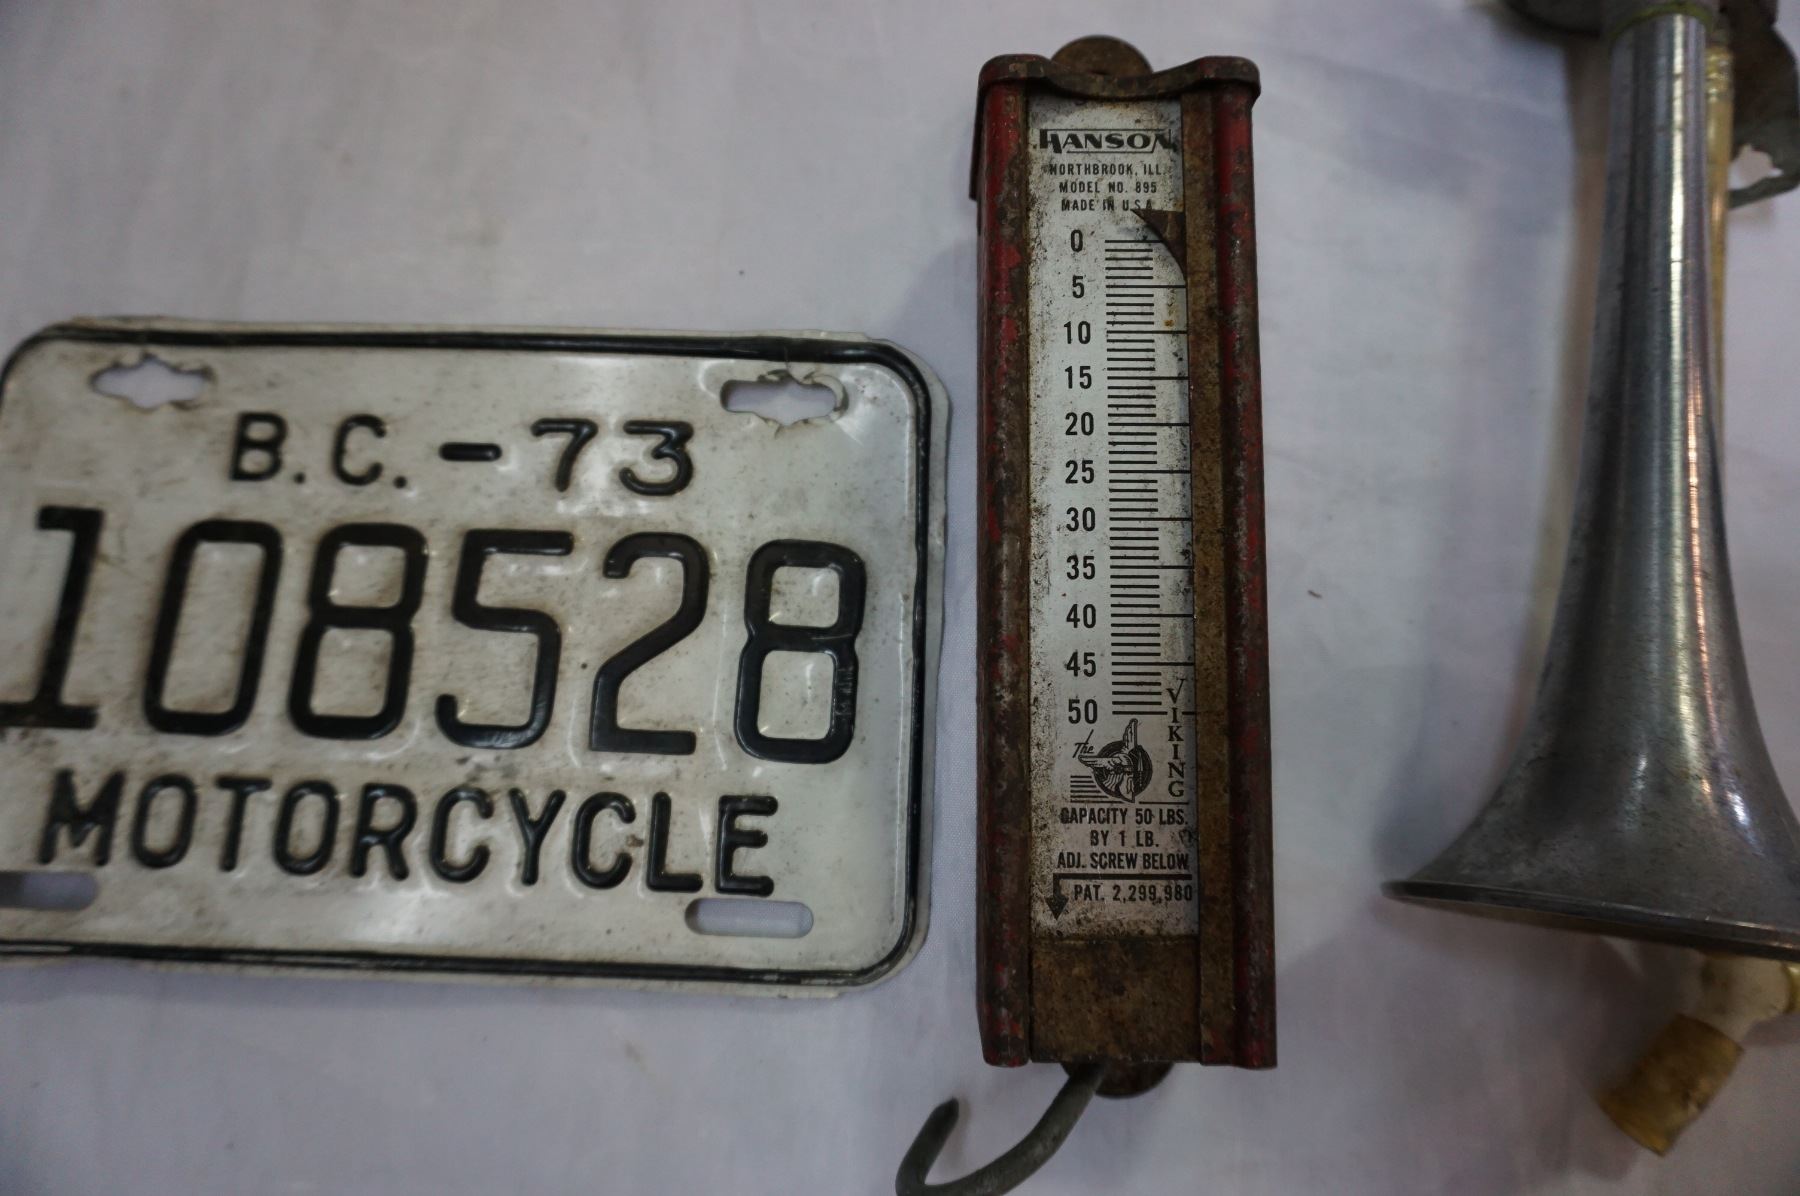 B.C. - 73
108528
MOTORCYCLE
HANSON
NORTHBROOK, ILL.
MODEL NO. 895
MADE IN U.S.A.
0
5
10
15
20
25
30
35
40
45
50
The
VIKING
CAPACITY 50 LBS.
BY 1 LB.
ADJ. SCREW BELOW
PAT. 2,299,980